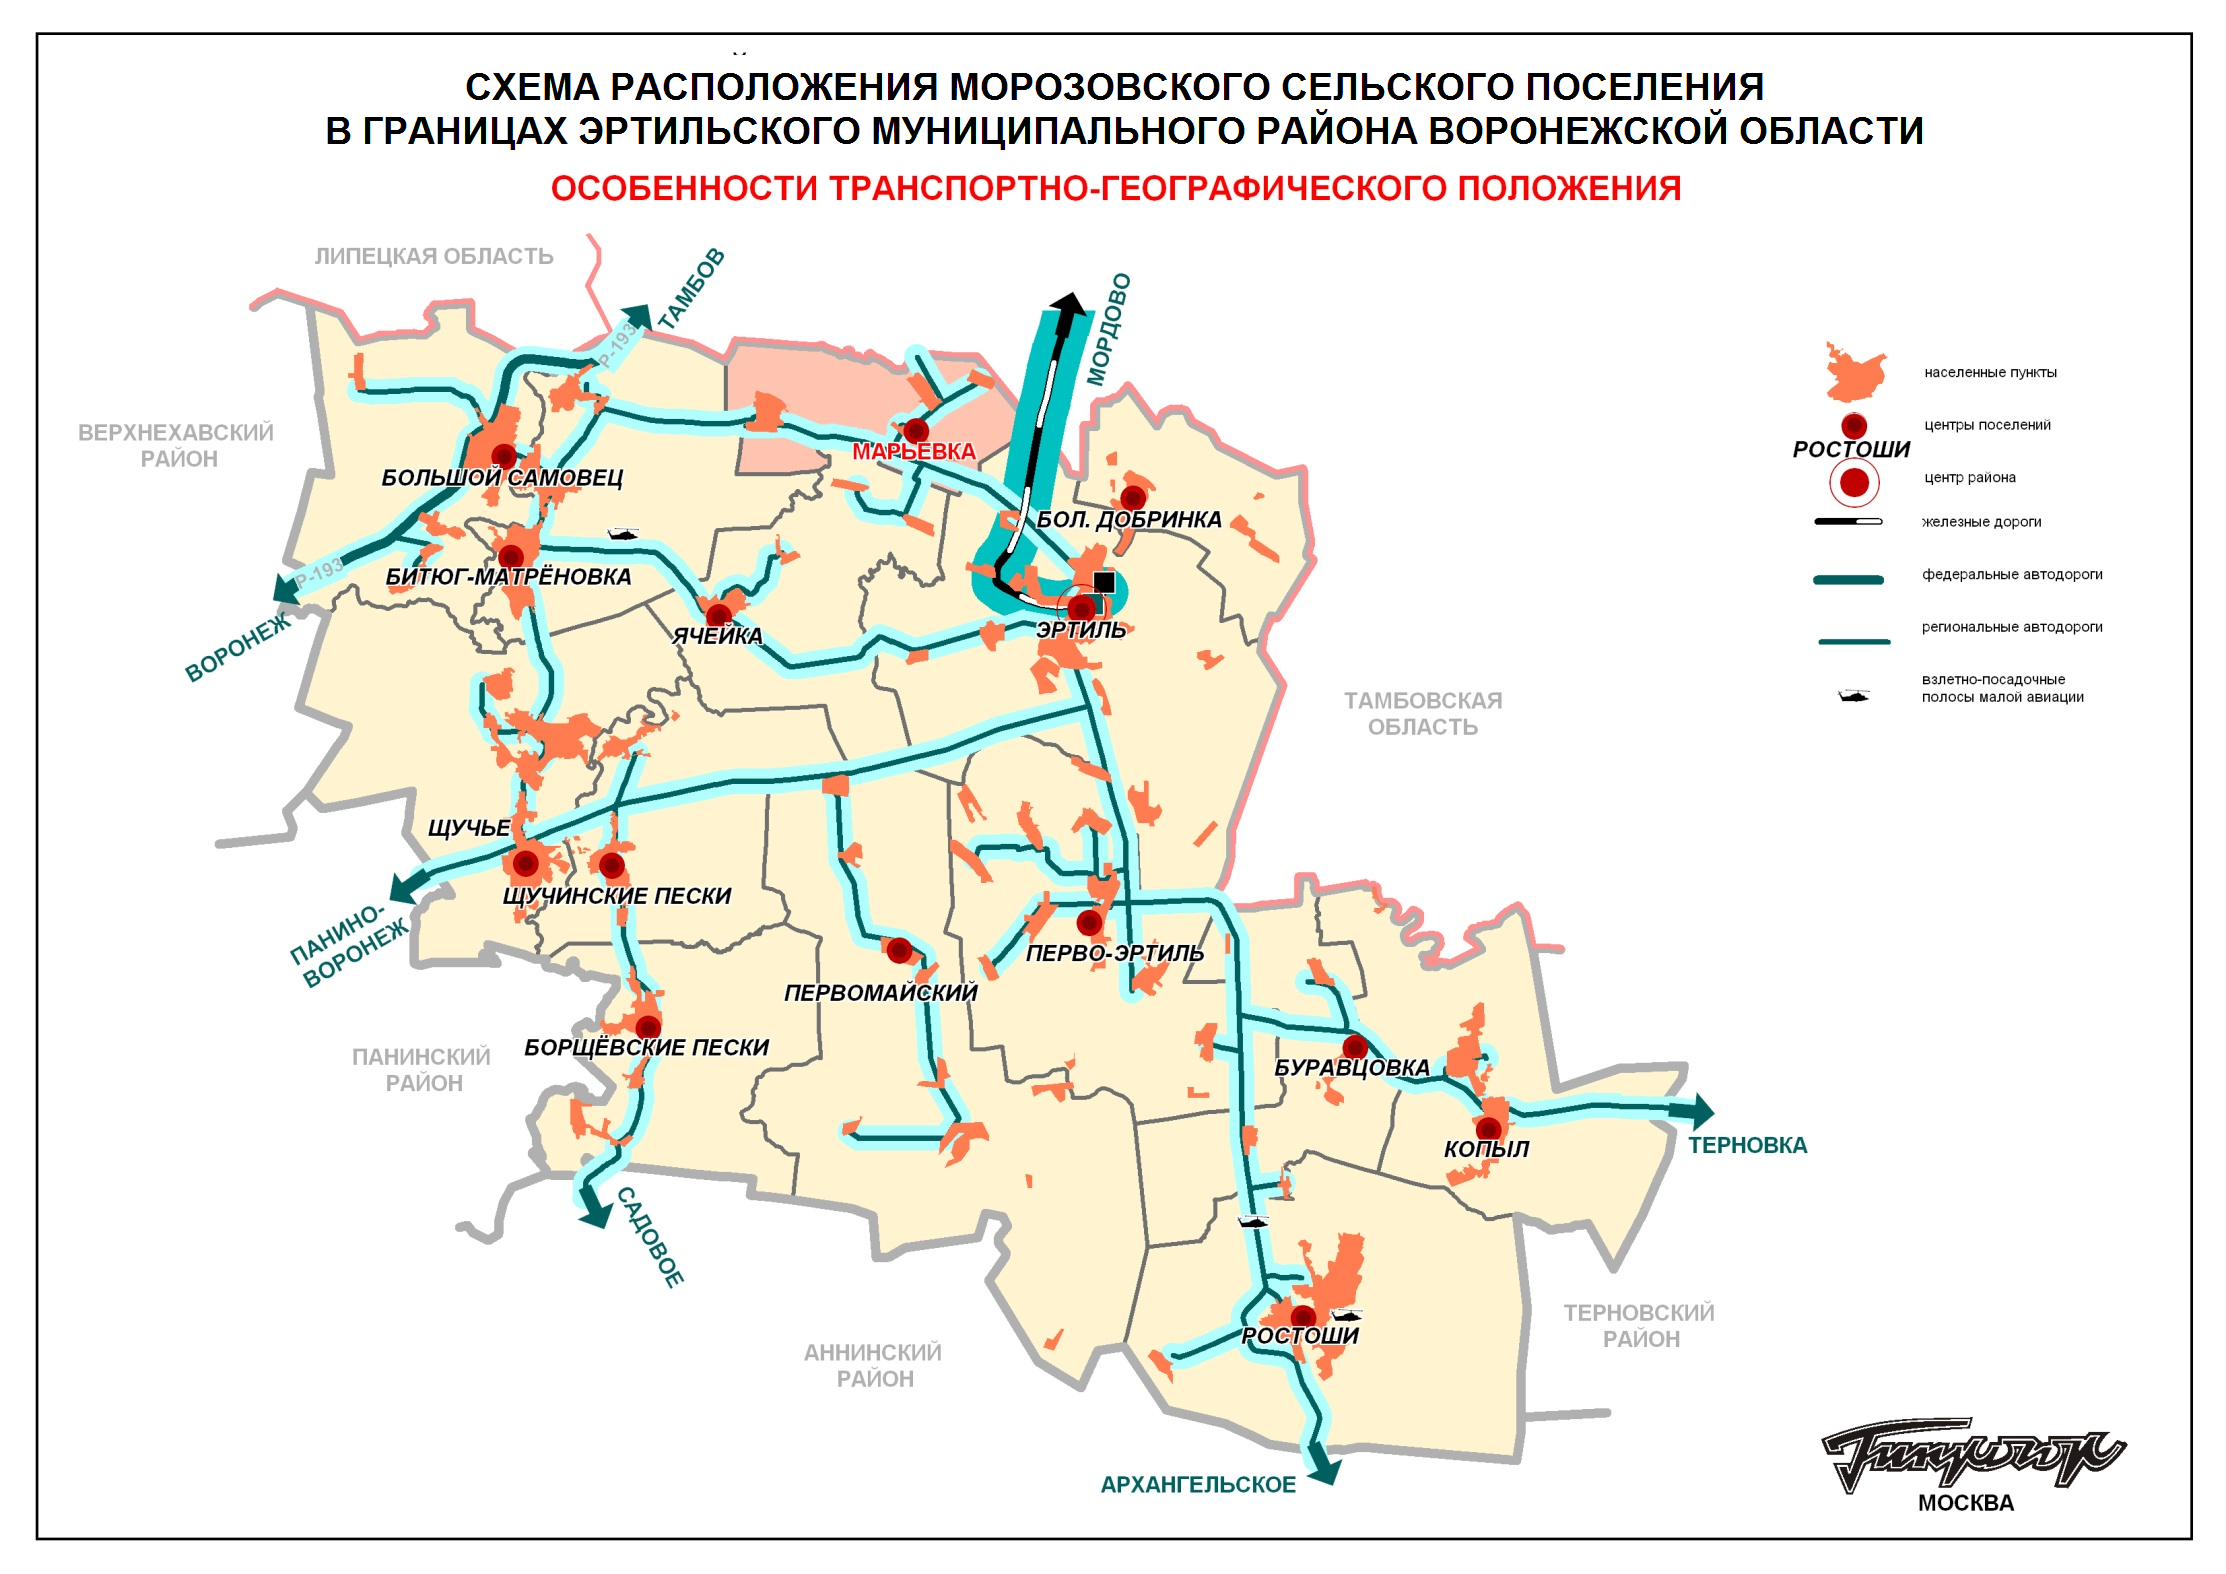 СХЕМА РАСПОЛОЖЕНИЯ МОРОЗОВСКОГО СЕЛЬСКОГО ПОСЕЛЕНИЯ
В ГРАНИЦАХ ЭРТИЛЬСКОГО МУНИЦИПАЛЬНОГО РАЙОНА ВОРОНЕЖСКОЙ ОБЛАСТИ
ОСОБЕННОСТИ ТРАНСПОРТНО-ГЕОГРАФИЧЕСКОГО ПОЛОЖЕНИЯ
ЛИПЕЦКАЯ ОБЛАСТЬ
ТАМБОВ
Р-193
МОРДОВО
ВЕРХНЕХАВСКИЙ
РАЙОН
МАРЬЕВКА
БОЛЬШОЙ САМОВЕЦ
БОЛ. ДОБРИНКА
Р-193
БИТЮГ-МАТРЁНОВКА
ВОРОНЕЖ
ЯЧЕЙКА
ЭРТИЛЬ
ТАМБОВСКАЯ
ОБЛАСТЬ
ЩУЧЬЕ
ЩУЧИНСКИЕ ПЕСКИ
ПАНИНО-
ВОРОНЕЖ
ПЕРВО-ЭРТИЛЬ
ПЕРВОМАЙСКИЙ
БОРЩЁВСКИЕ ПЕСКИ
ПАНИНСКИЙ
РАЙОН
БУРАВЦОВКА
КОПЫЛ
ТЕРНОВКА
САДОВОЕ
РОСТОШИ
ТЕРНОВСКИЙ
РАЙОН
АННИНСКИЙ
РАЙОН
АРХАНГЕЛЬСКОЕ
населенные пункты
центры поселений
РОСТОШИ
центр района
железные дороги
федеральные автодороги
региональные автодороги
взлетно-посадочные
полосы малой авиации
Гипрогор
МОСКВА